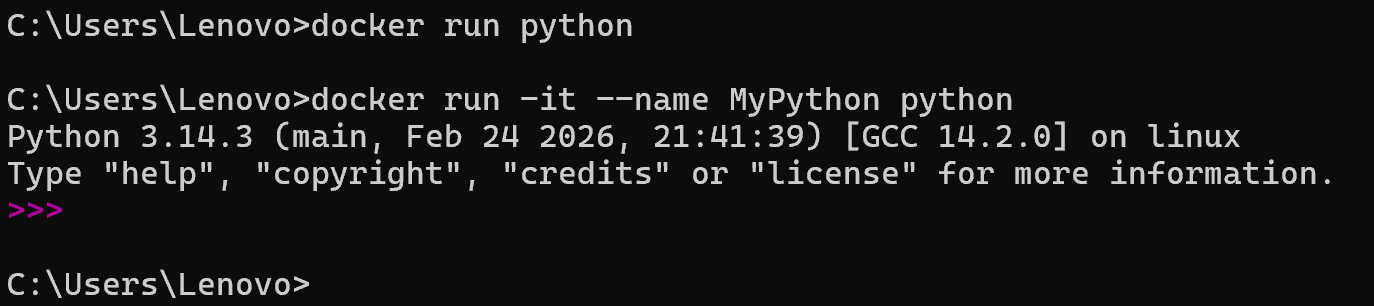 C:\Users\Lenovo>docker run python
C:\Users\Lenovo>docker run -it --name MyPython python
Python 3.14.3 (main, Feb 24 2026, 21:41:39) [GCC 14.2.0] on linux
Type "help", "copyright", "credits" or "license" for more information.
>>>
C:\Users\Lenovo>